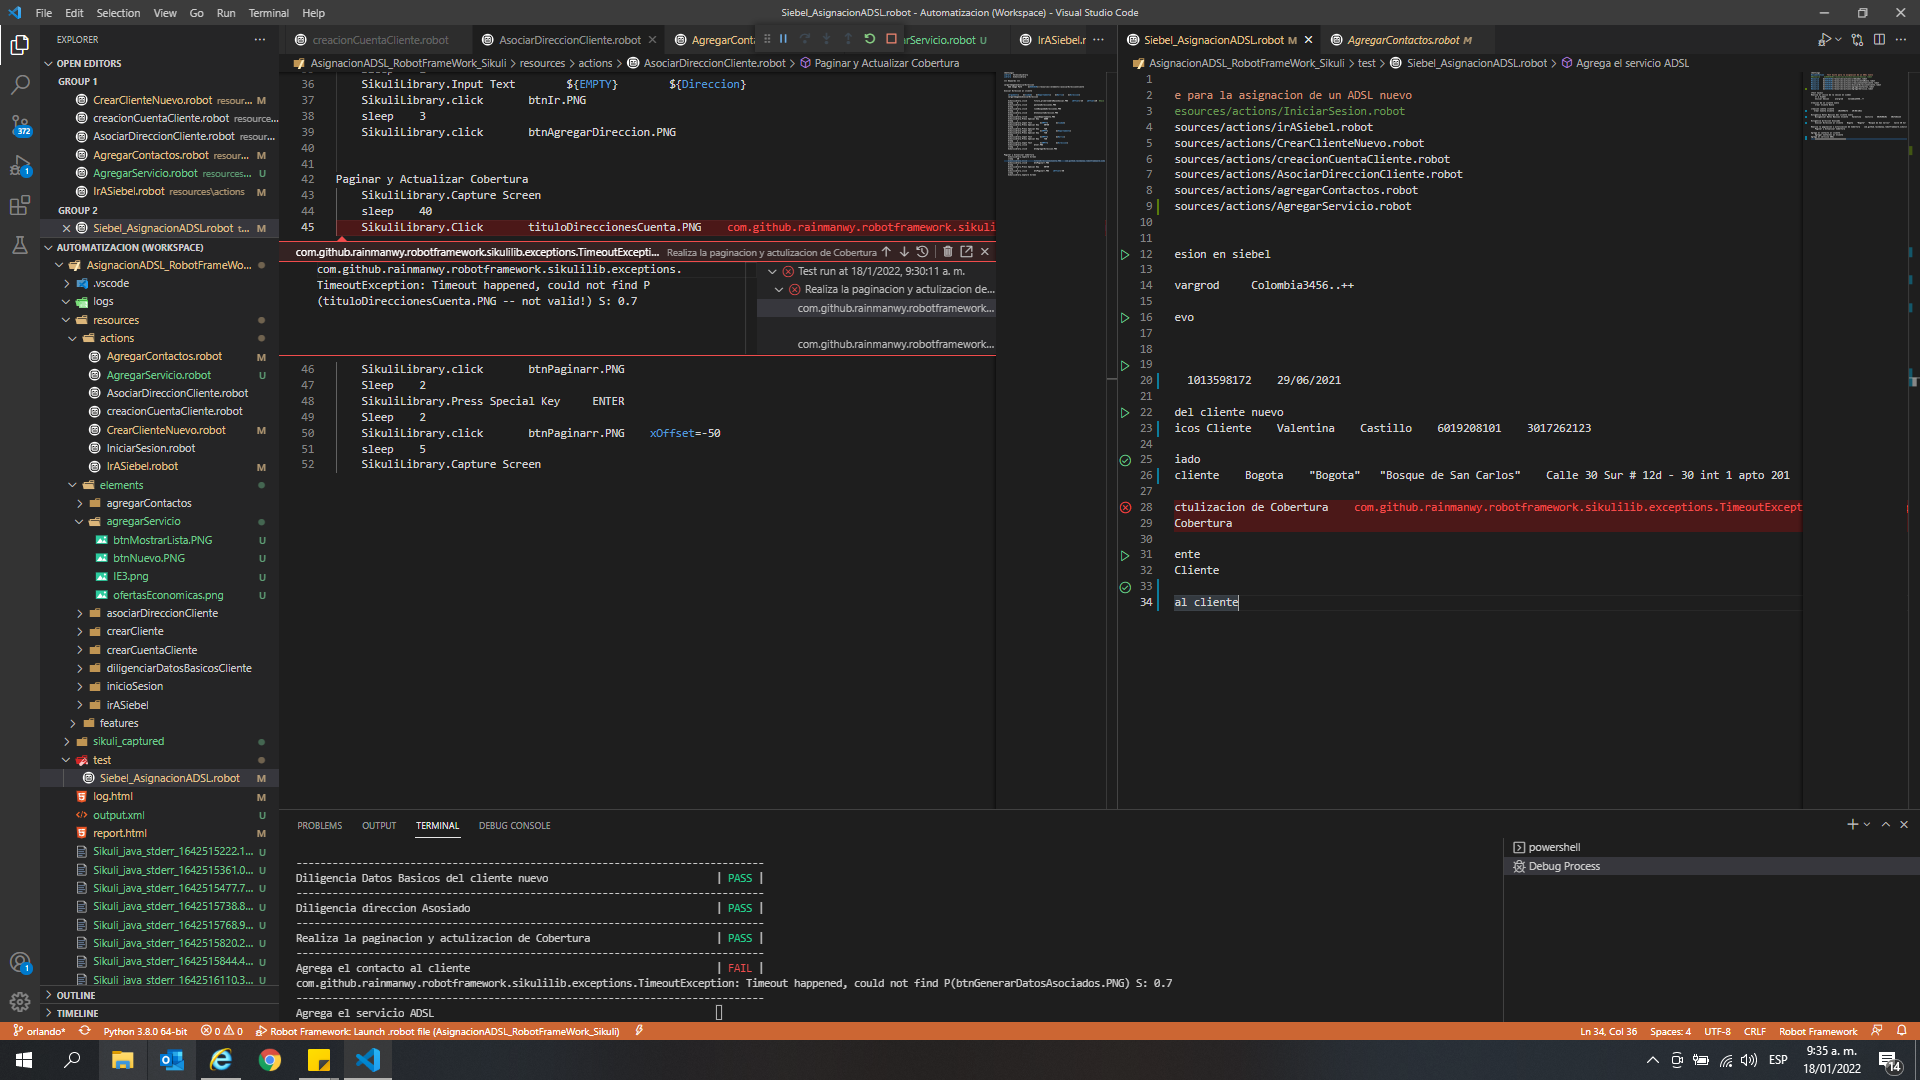 File Edit Selection View Go Run Terminal Help
Siebel_AsignacionADSL.robot - Automatizacion (Workspace) - Visual Studio Code
EXPLORER
OPEN EDITORS
GROUP 1
CrearClienteNuevo.robot resour... M
creacionCuentaCliente.robot resource...
AsociarDireccionCliente.robot resour...
AgregarContactos.robot resour... M
AgregarServicio.robot resources... U
IrASiebel.robot resources\actions M
GROUP 2
Siebel_AsignacionADSL.robot t... M
AUTOMATIZACION (WORKSPACE)
AsignacionADSL_RobotFrameWo...
.vscode
logs
resources
actions
AgregarContactos.robot M
AgregarServicio.robot U
AsociarDireccionCliente.robot
creacionCuentaCliente.robot
CrearClienteNuevo.robot M
IniciarSesion.robot
IrASiebel.robot M
elements
agregarContactos
agregarServicio
btnMostrarLista.PNG U
btnNuevo.PNG U
IE3.png U
ofertasEconomicas.png U
asociarDireccionCliente
crearCliente
crearCuentaCliente
diligenciarDatosBasicosCliente
inicioSesion
irASiebel
features
sikuli_captured
test
Siebel_AsignacionADSL.robot M
log.html M
output.xml U
report.html M
Sikuli_java_stderr_1642515222.1... U
Sikuli_java_stderr_1642515361.0... U
Sikuli_java_stderr_1642515477.7... U
Sikuli_java_stderr_1642515738.8... U
Sikuli_java_stderr_1642515768.9... U
Sikuli_java_stderr_1642515820.2... U
Sikuli_java_stderr_1642515844.4... U
Sikuli_java_stderr_1642516110.3... U
OUTLINE
TIMELINE
372
1
1
creacionCuentaCliente.robot AsociarDireccionCliente.robot AgregarConta rServicio.robot U IrASiebel.r ...
AsignacionADSL_RobotFrameWork_Sikuli > resources > actions > AsociarDireccionCliente.robot > Paginar y Actualizar Cobertura
36 SikuliLibrary.Input Text ${EMPTY} ${Direccion}
37 SikuliLibrary.click btnIr.PNG
38 sleep 3
39 SikuliLibrary.click btnAgregarDireccion.PNG
40
41
42 Paginar y Actualizar Cobertura
43 SikuliLibrary.Capture Screen
44 sleep 40
45 SikuliLibrary.Click tituloDireccionesCuenta.PNG com.github.rainmanwy.robotframework.sikuli
com.github.rainmanwy.robotframework.sikulilib.exceptions.TimeoutExcepti... Realiza la paginacion y actulizacion de Cobertura
com.github.rainmanwy.robotframework.sikulilib.exceptions.
TimeoutException: Timeout happened, could not find P
(tituloDireccionesCuenta.PNG -- not valid!) S: 0.7
Test run at 18/1/2022, 9:30:11 a. m.
Realiza la paginacion y actulizacion de...
com.github.rainmanwy.robotframework...
com.github.rainmanwy.robotframework...
46 SikuliLibrary.click btnPaginarr.PNG
47 Sleep 2
48 SikuliLibrary.Press Special Key ENTER
49 Sleep 2
50 SikuliLibrary.click btnPaginarr.PNG xOffset=-50
51 sleep 5
52 SikuliLibrary.Capture Screen
Siebel_AsignacionADSL.robot M AgregarContactos.robot M
AsignacionADSL_RobotFrameWork_Sikuli > test > Siebel_AsignacionADSL.robot > Agrega el servicio ADSL
1
2 e para la asignacion de un ADSL nuevo
3 esources/actions/IniciarSesion.robot
4 sources/actions/irASiebel.robot
5 sources/actions/CrearClienteNuevo.robot
6 sources/actions/creacionCuentaCliente.robot
7 sources/actions/AsociarDireccionCliente.robot
8 sources/actions/agregarContactos.robot
9 sources/actions/AgregarServicio.robot
10
11
12 esion en siebel
13
14 vargrod Colombia3456..++
15
16 evo
17
18
19
20 1013598172 29/06/2021
21
22 del cliente nuevo
23 icos Cliente Valentina Castillo 6019208101 3017262123
24
25 iado
26 cliente Bogota "Bogota" "Bosque de San Carlos" Calle 30 Sur # 12d - 30 int 1 apto 201
27
28 ctulizacion de Cobertura com.github.rainmanwy.robotframework.sikulilib.exceptions.TimeoutExcept
29 Cobertura
30
31 ente
32 Cliente
33
34 al cliente
PROBLEMS OUTPUT TERMINAL DEBUG CONSOLE
powershell
Debug Process
------------------------------------------------------------------------------
Diligencia Datos Basicos del cliente nuevo | PASS |
------------------------------------------------------------------------------
Diligencia direccion Asosiado | PASS |
------------------------------------------------------------------------------
Realiza la paginacion y actulizacion de Cobertura | PASS |
------------------------------------------------------------------------------
Agrega el contacto al cliente | FAIL |
com.github.rainmanwy.robotframework.sikulilib.exceptions.TimeoutException: Timeout happened, could not find P(btnGenerarDatosAsociados.PNG) S: 0.7
------------------------------------------------------------------------------
Agrega el servicio ADSL
orlando* Python 3.8.0 64-bit 0 0 Robot Framework: Launch .robot file (AsignacionADSL_RobotFrameWork_Sikuli)
Ln 34, Col 36 Spaces: 4 UTF-8 CRLF Robot Framework
ESP
9:35 a. m.
18/01/2022
14